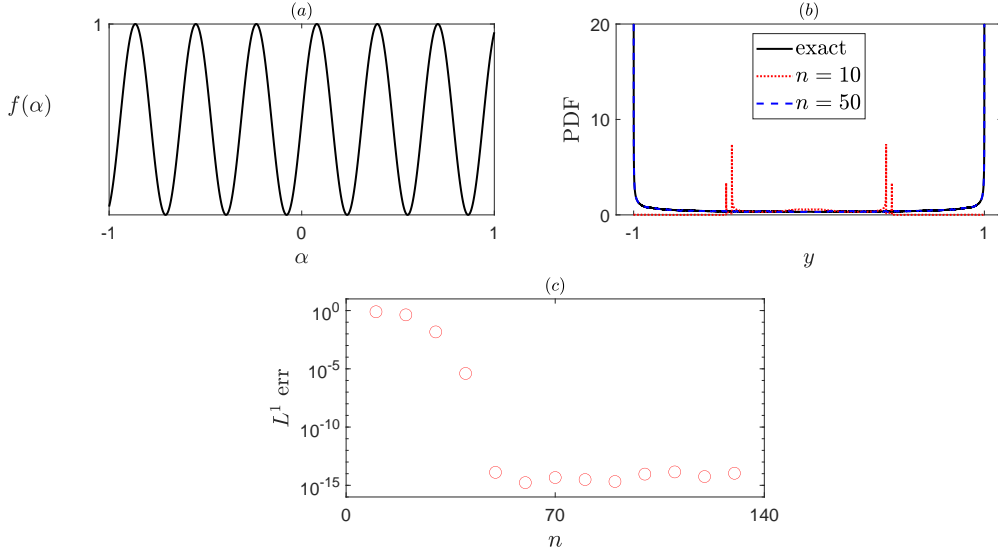 (a)
1
f(α)
-1
0
1
α
(b)
20
10
0
PDF
exact
n = 10
n = 50
-1
1
y
(c)
10^0
10^-5
10^-10
10^-15
L^1 err
0
70
140
n